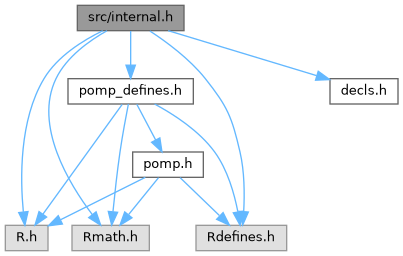 src/internal.h
pomp_defines.h
decls.h
pomp.h
R.h
Rmath.h
Rdefines.h